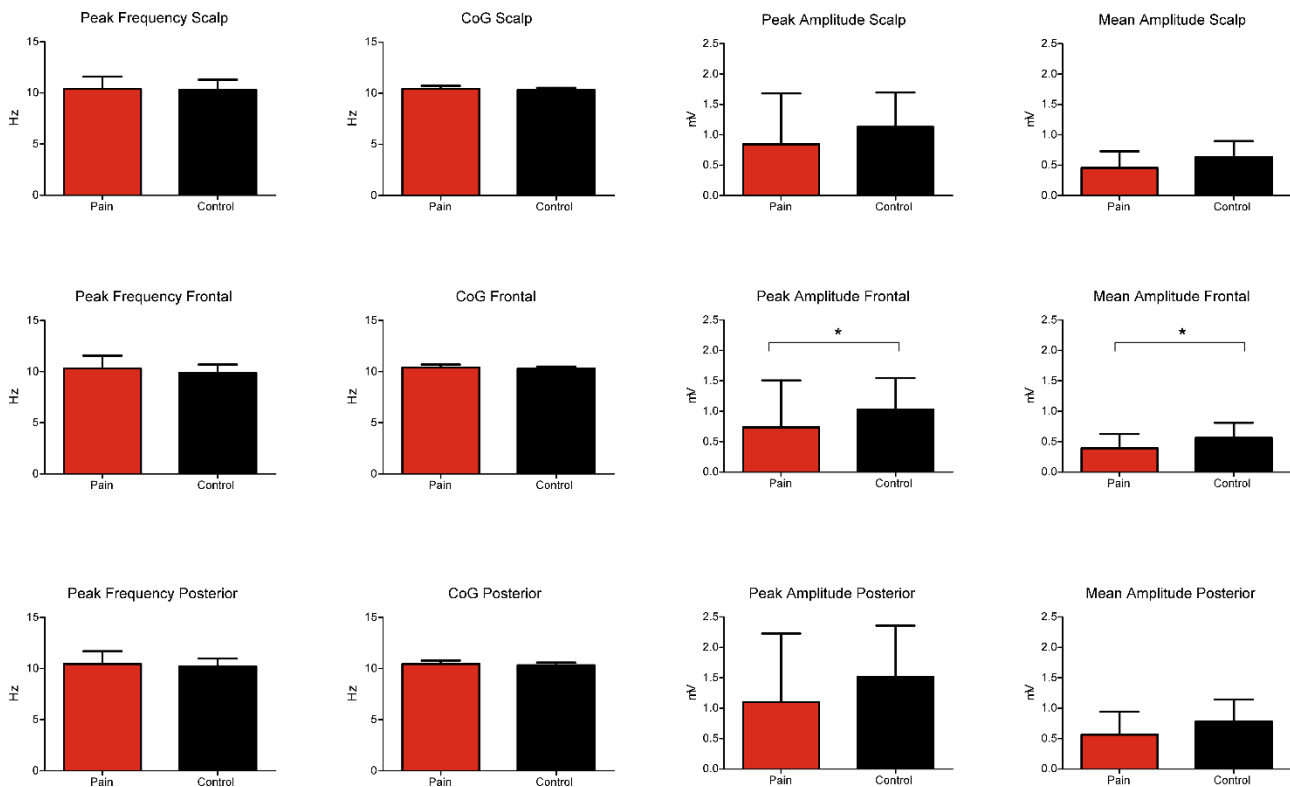 Peak Frequency Scalp
15
10
5
0
Hz
Pain Control
CoG Scalp
15
10
5
0
Hz
Pain Control
Peak Amplitude Scalp
2.5
2.0
1.5
1.0
0.5
0.0
mV
Pain Control
Mean Amplitude Scalp
2.5
2.0
1.5
1.0
0.5
0.0
mV
Pain Control
Peak Frequency Frontal
15
10
5
0
Hz
Pain Control
CoG Frontal
15
10
5
0
Hz
Pain Control
Peak Amplitude Frontal
2.5
2.0
1.5
1.0
0.5
0.0
mV
*
Pain Control
Mean Amplitude Frontal
2.5
2.0
1.5
1.0
0.5
0.0
mV
*
Pain Control
Peak Frequency Posterior
15
10
5
0
Hz
Pain Control
CoG Posterior
15
10
5
0
Hz
Pain Control
Peak Amplitude Posterior
2.5
2.0
1.5
1.0
0.5
0.0
mV
Pain Control
Mean Amplitude Posterior
2.5
2.0
1.5
1.0
0.5
0.0
mV
Pain Control